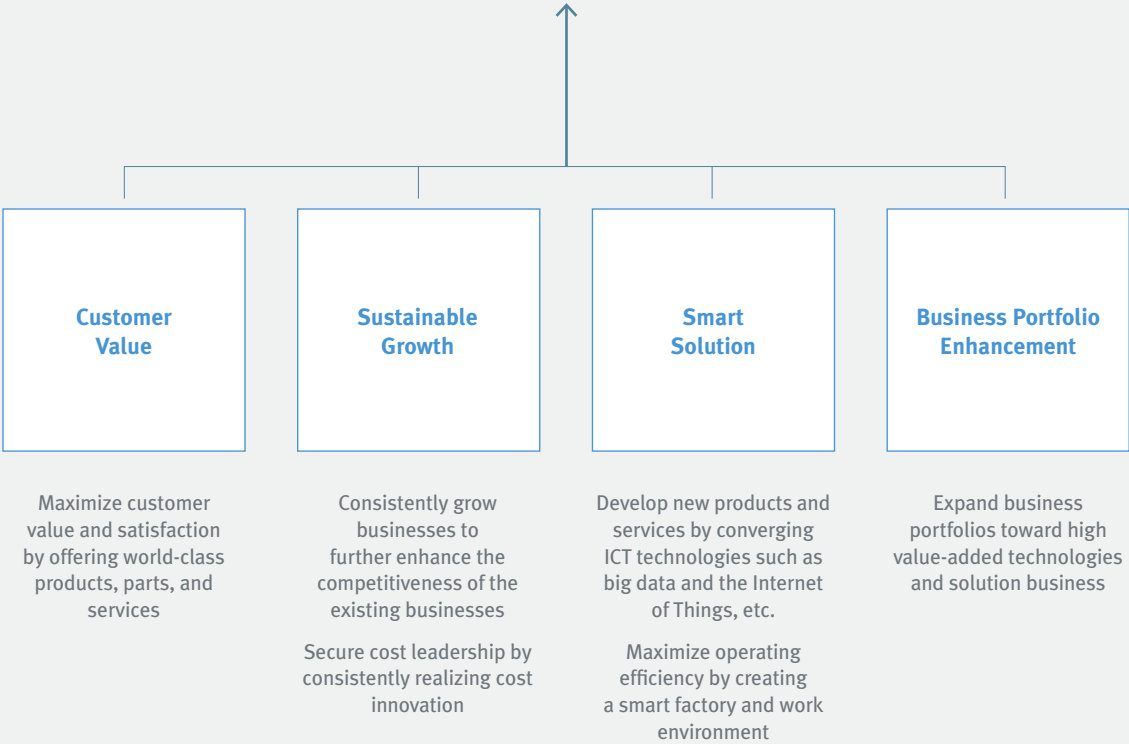 Customer
Value
Sustainable
Growth
Smart
Solution
Business Portfolio
Enhancement
Maximize customer
value and satisfaction
by offering world-class
products, parts, and
services
Consistently grow
businesses to
further enhance the
competitiveness of the
existing businesses
Secure cost leadership by
consistently realizing cost
innovation
Develop new products and
services by converging
ICT technologies such as
big data and the Internet
of Things, etc.
Maximize operating
efficiency by creating
a smart factory and work
environment
Expand business
portfolios toward high
value-added technologies
and solution business